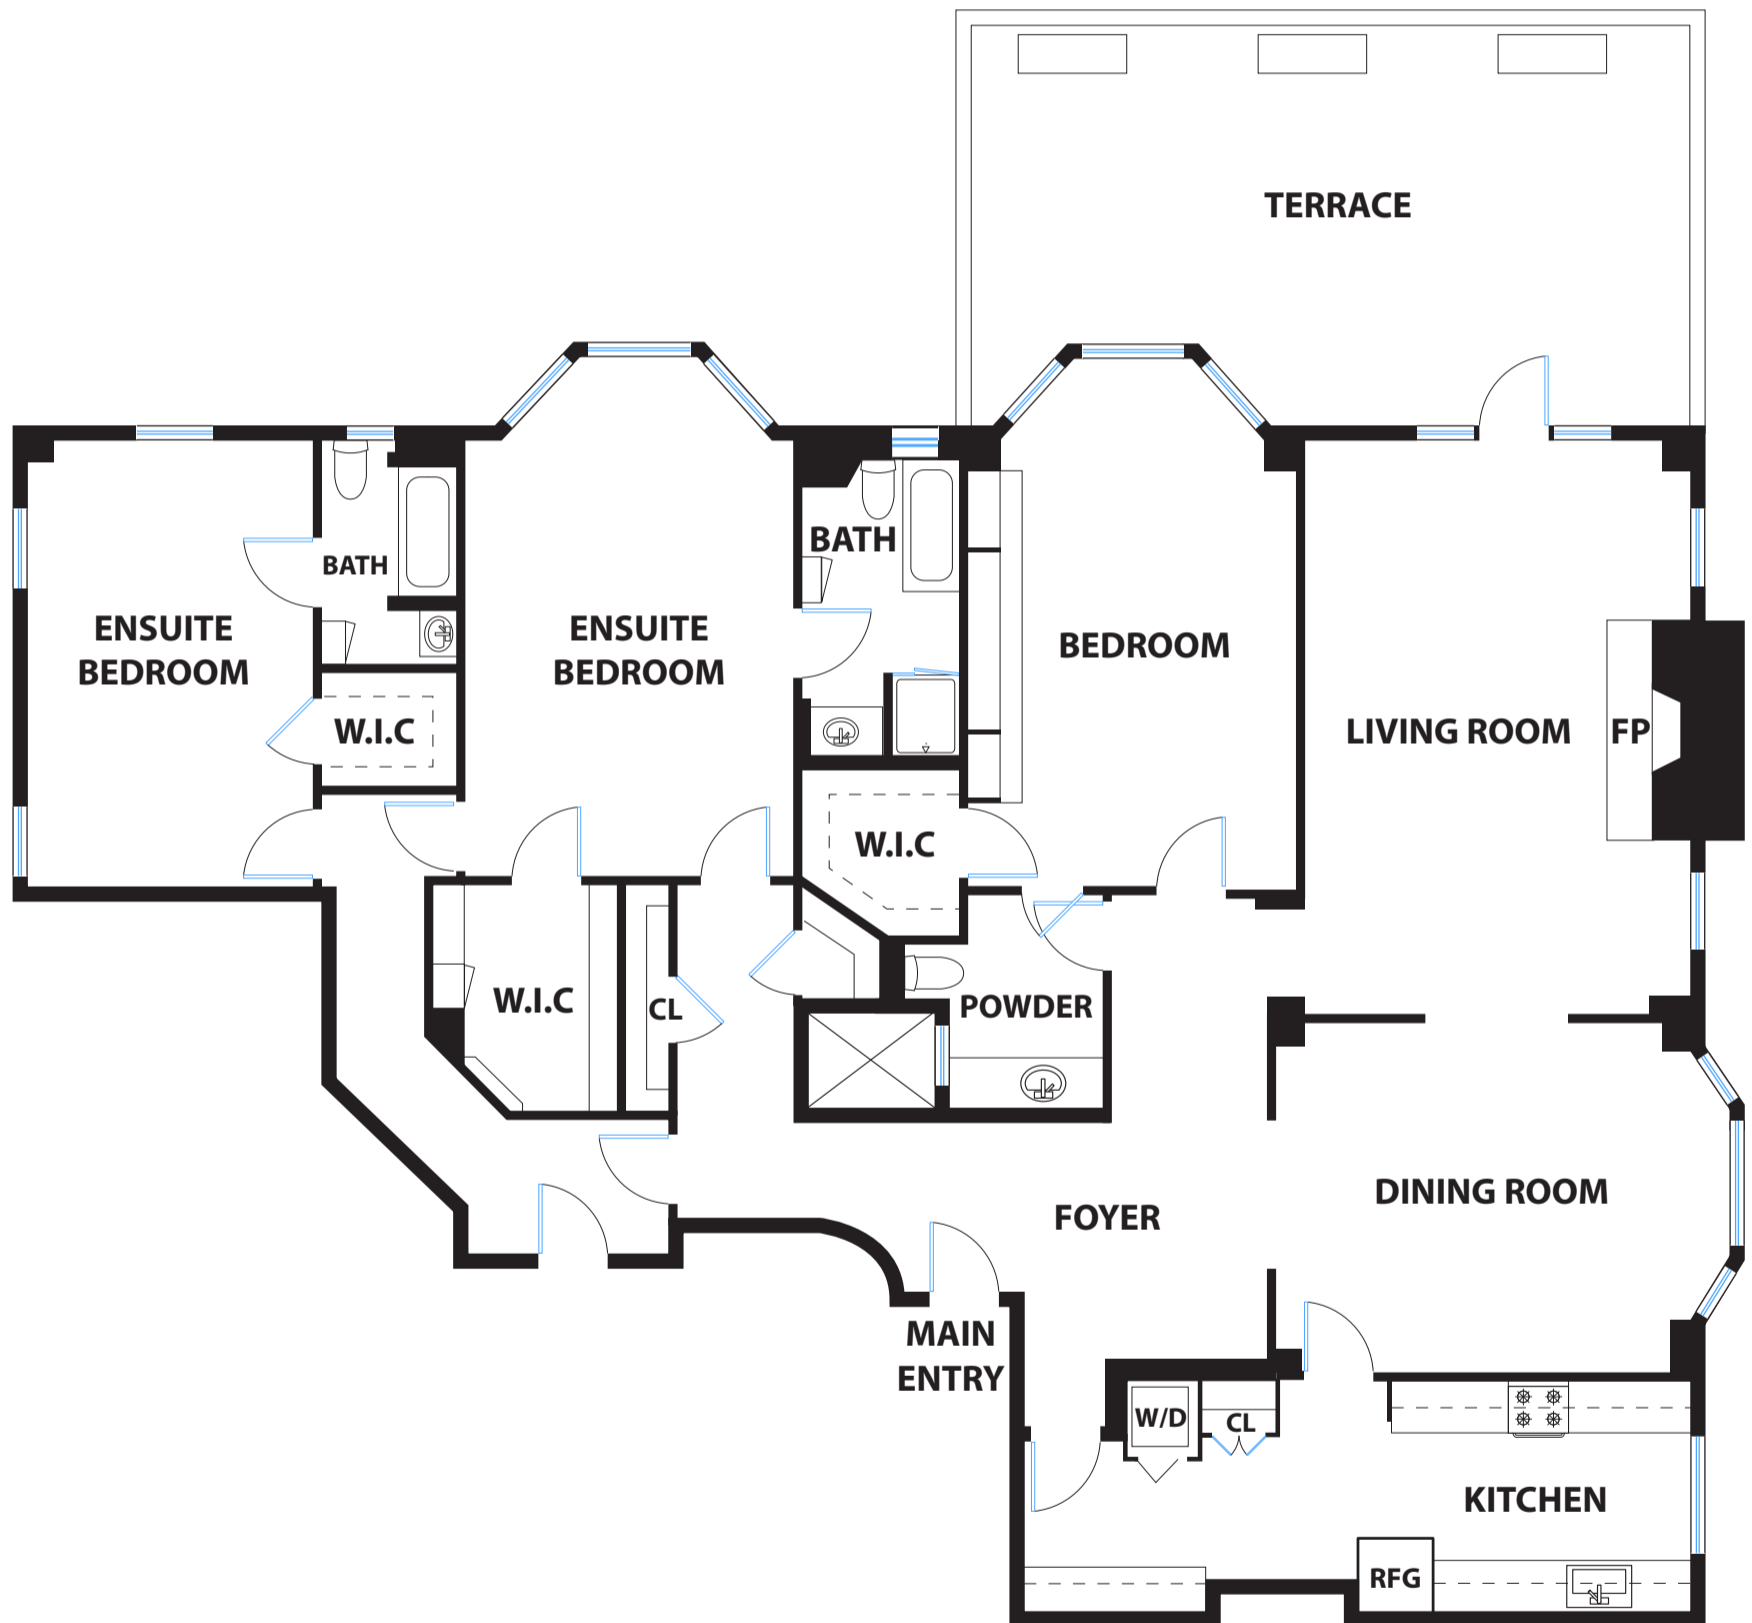 TERRACE
BATH
BATH
ENSUITE
BEDROOM
ENSUITE
BEDROOM
BEDROOM
W.I.C
LIVING ROOM
FP
W.I.C
W.I.C
CL
POWDER
DINING ROOM
FOYER
MAIN
ENTRY
W/D
CL
KITCHEN
RFG